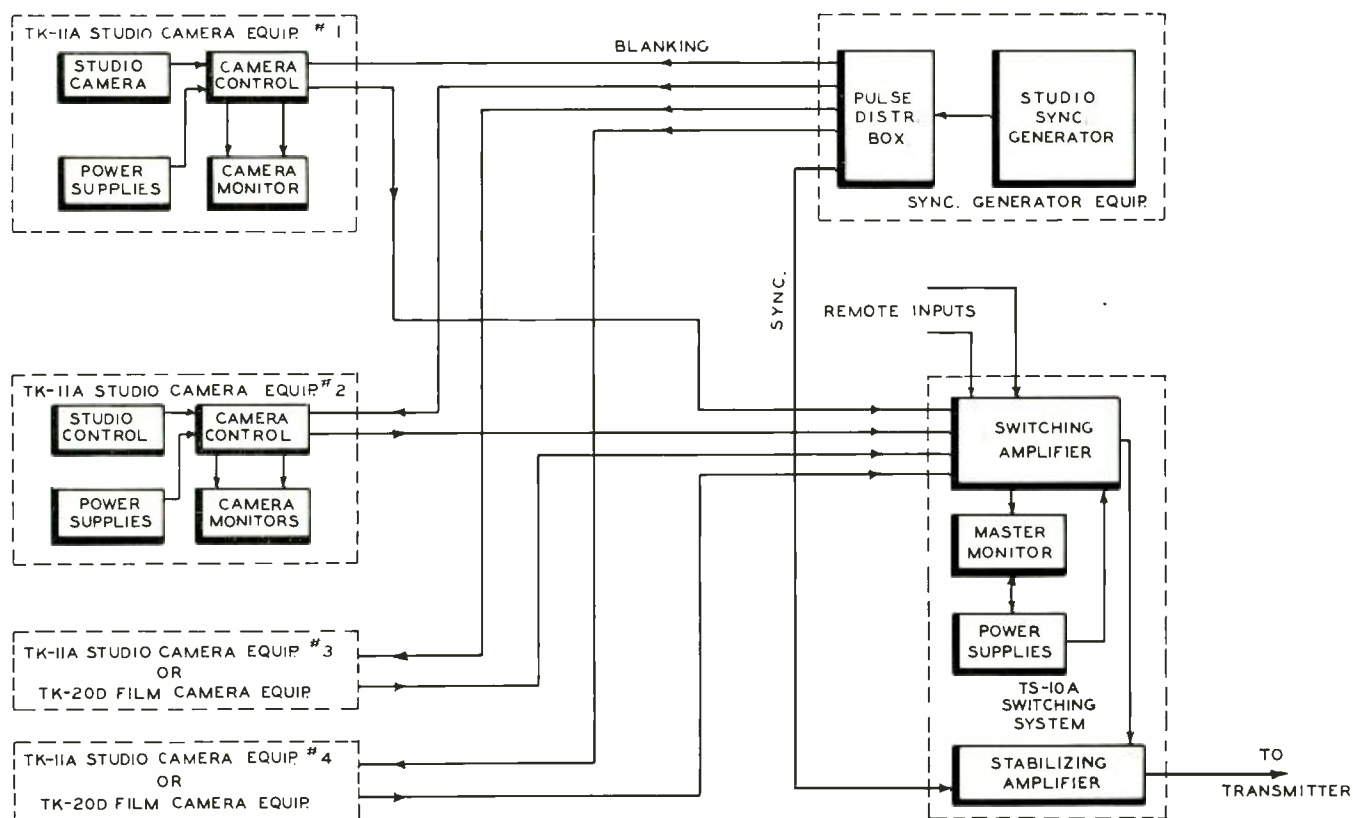 TK-11A STUDIO CAMERA EQUIP. #1
STUDIO
CAMERA
CAMERA
CONTROL
POWER
SUPPLIES
CAMERA
MONITOR
BLANKING
PULSE
DISTR.
BOX
STUDIO
SYNC.
GENERATOR
SYNC. GENERATOR EQUIP.
SYNC.
REMOTE INPUTS
TK-11A STUDIO CAMERA EQUIP. #2
STUDIO
CONTROL
CAMERA
CONTROL
POWER
SUPPLIES
CAMERA
MONITORS
SWITCHING
AMPLIFIER
MASTER
MONITOR
POWER
SUPPLIES
TS-10A
SWITCHING
SYSTEM
STABILIZING
AMPLIFIER
TO
TRANSMITTER
TK-11A STUDIO CAMERA EQUIP. #3
OR
TK-20D FILM CAMERA EQUIP.
TK-11A STUDIO CAMERA EQUIP. #4
OR
TK-20D FILM CAMERA EQUIP.